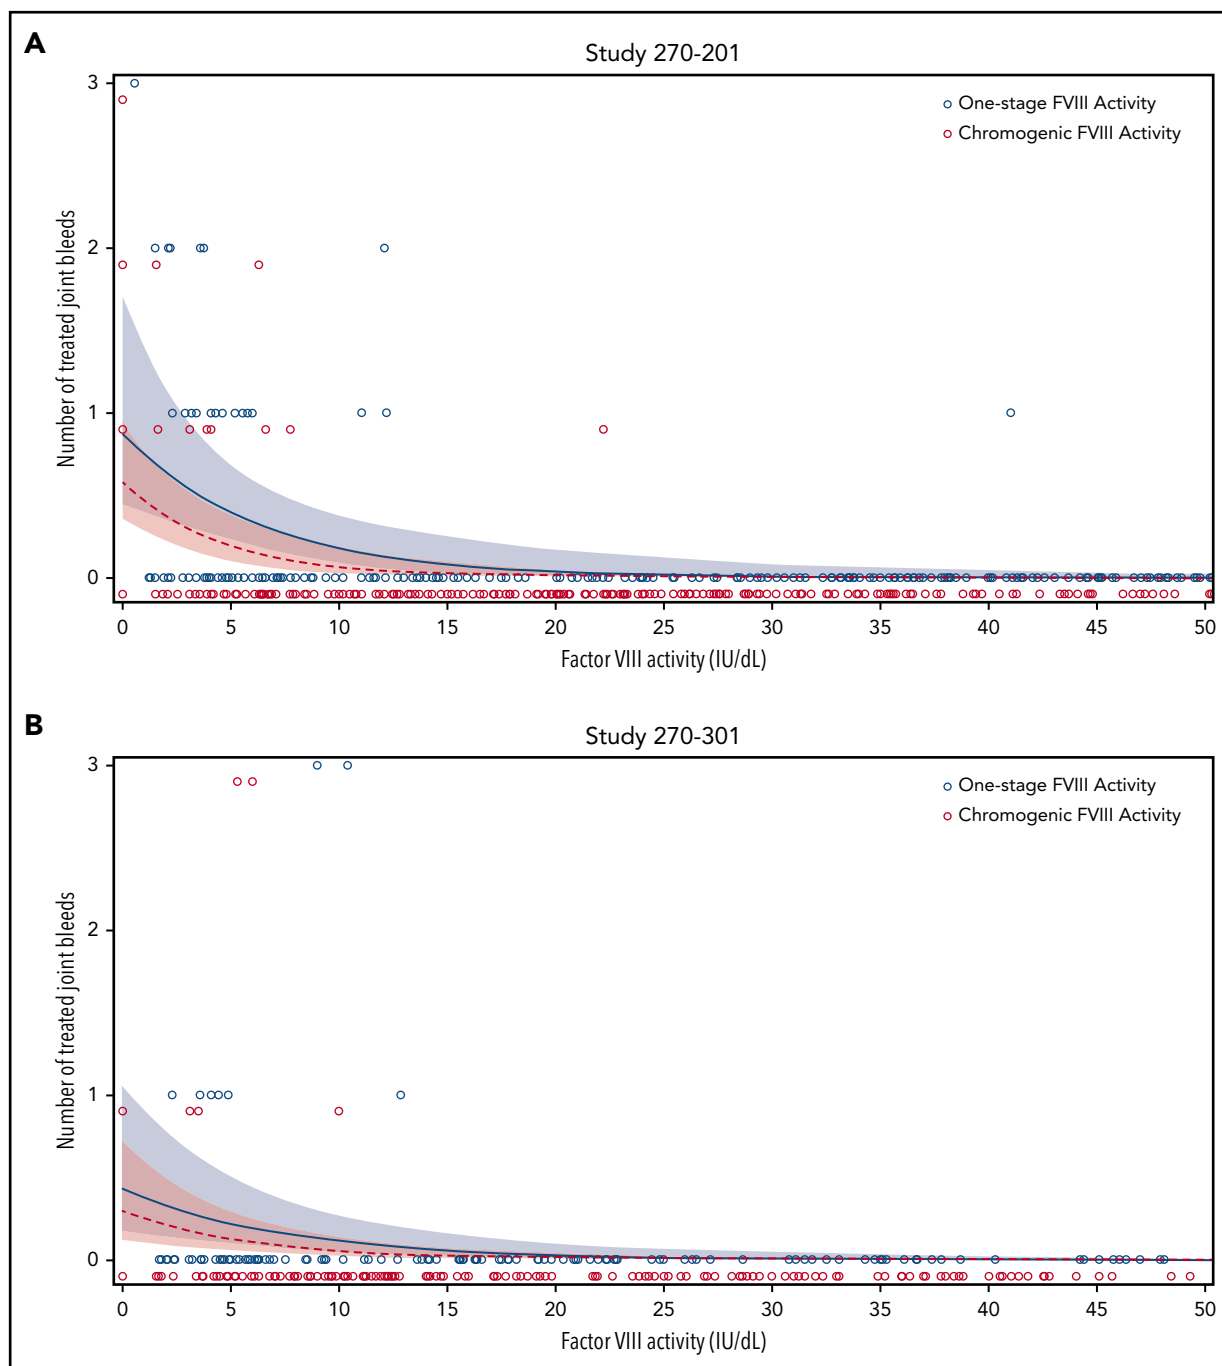 A
Study 270-201
One-stage FVIII Activity
Chromogenic FVIII Activity
Number of treated joint bleeds
3
2
1
0
0 5 10 15 20 25 30 35 40 45 50
Factor VIII activity (IU/dL)
B
Study 270-301
One-stage FVIII Activity
Chromogenic FVIII Activity
Number of treated joint bleeds
3
2
1
0
0 5 10 15 20 25 30 35 40 45 50
Factor VIII activity (IU/dL)